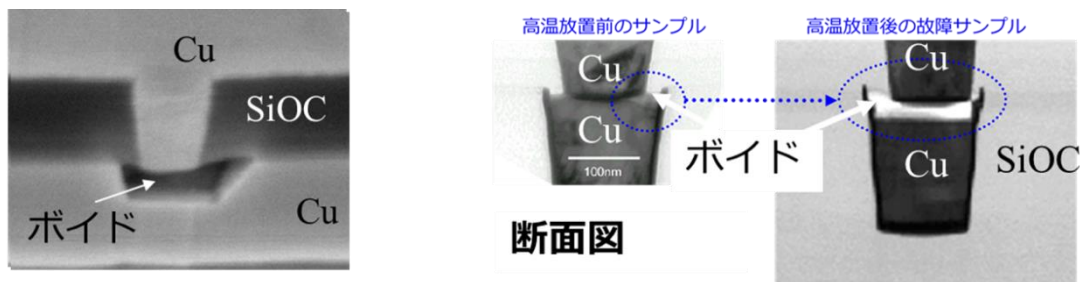 Cu
SiOC
ボイド
Cu
高温放置前のサンプル
Cu
Cu
100nm
ボイド
断面図
高温放置後の故障サンプル
Cu
Cu
SiOC